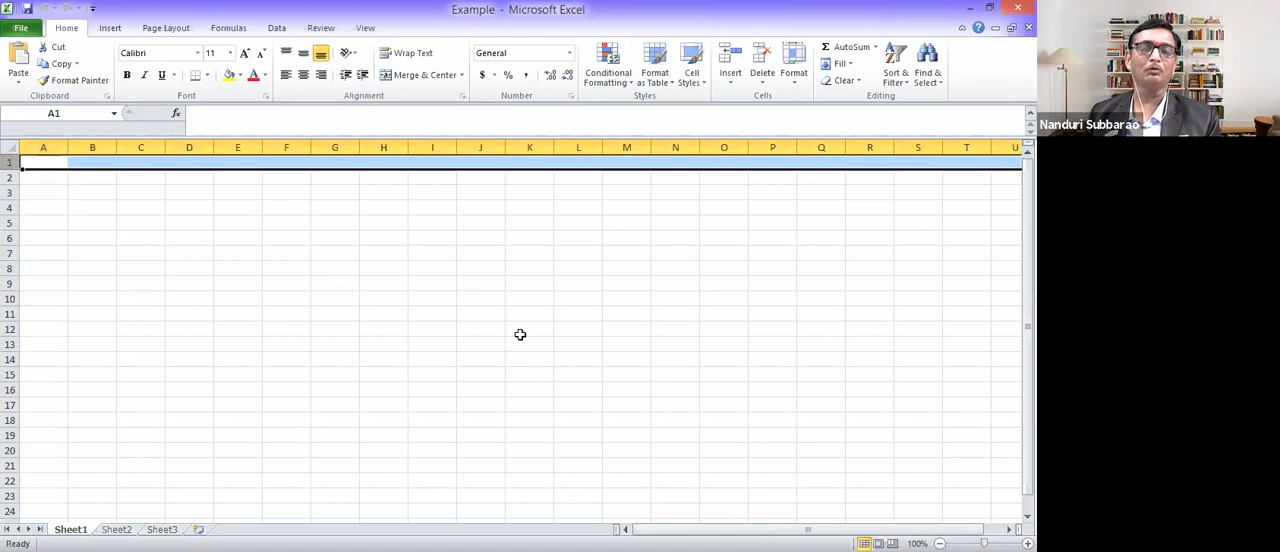 Example - Microsoft Excel
File Home Insert Page Layout Formulas Data Review View
Paste
Cut
Copy
Format Painter
Clipboard
Calibri 11
B I U
Font
Wrap Text
Merge & Center
Alignment
General
$ % ,
Number
Conditional Formatting
Format as Table
Cell Styles
Styles
Insert Delete Format
Cells
AutoSum
Fill
Clear
Sort & Filter
Find & Select
Editing
A1 fx
Nanduri Subbarao
A B C D E F G H I J K L M N O P Q R S T U
1
2
3
4
5
6
7
8
9
10
11
12
13
14
15
16
17
18
19
20
21
22
23
24
Sheet1 Sheet2 Sheet3
Ready 100%